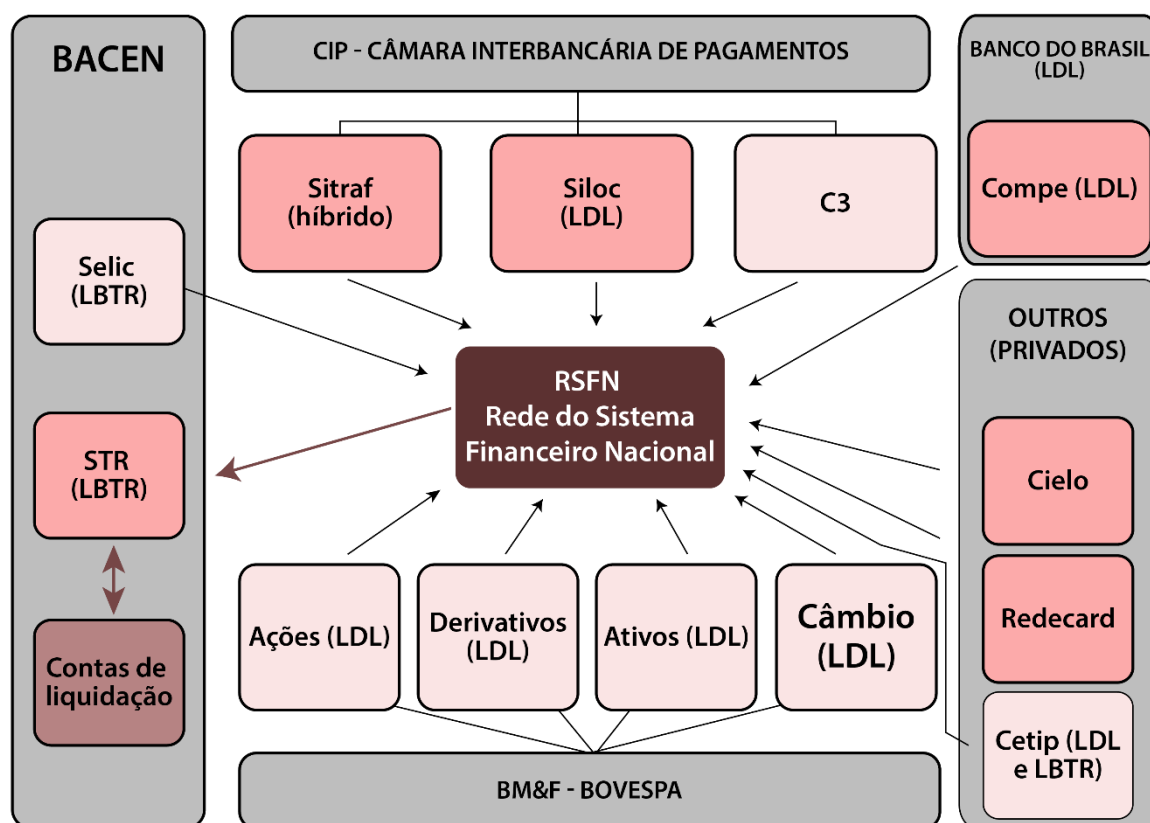 BACEN
Selic
(LBTR)
STR
(LBTR)
Contas de
liquidação
CIP - CÂMARA INTERBANCÁRIA DE PAGAMENTOS
Sitraf
(híbrido)
Siloc
(LDL)
C3
BANCO DO BRASIL
(LDL)
Compe (LDL)
RSFN
Rede do Sistema
Financeiro Nacional
OUTROS
(PRIVADOS)
Cielo
Redecard
Cetip (LDL
e LBTR)
Ações (LDL)
Derivativos
(LDL)
Ativos (LDL)
Câmbio
(LDL)
BM&F - BOVESPA